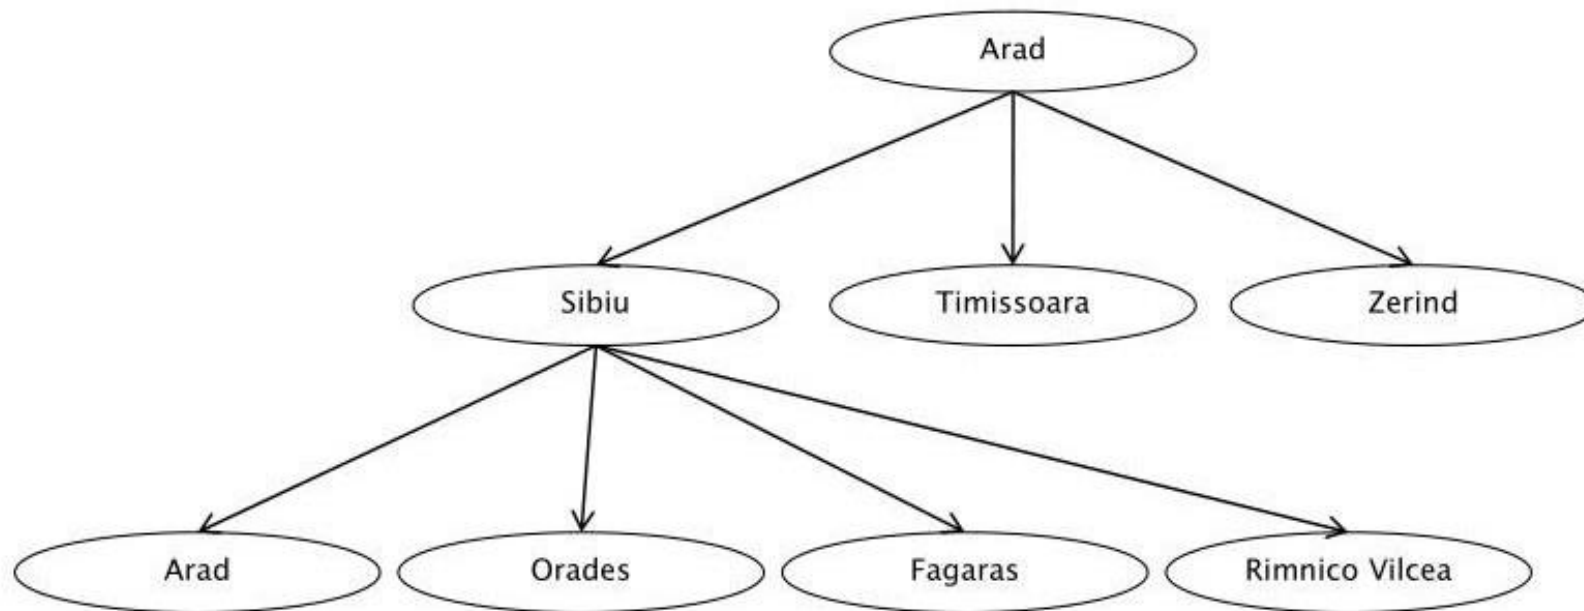 Arad
Sibiu
Timissoara
Zerind
Arad
Orades
Fagaras
Rimnico Vilcea